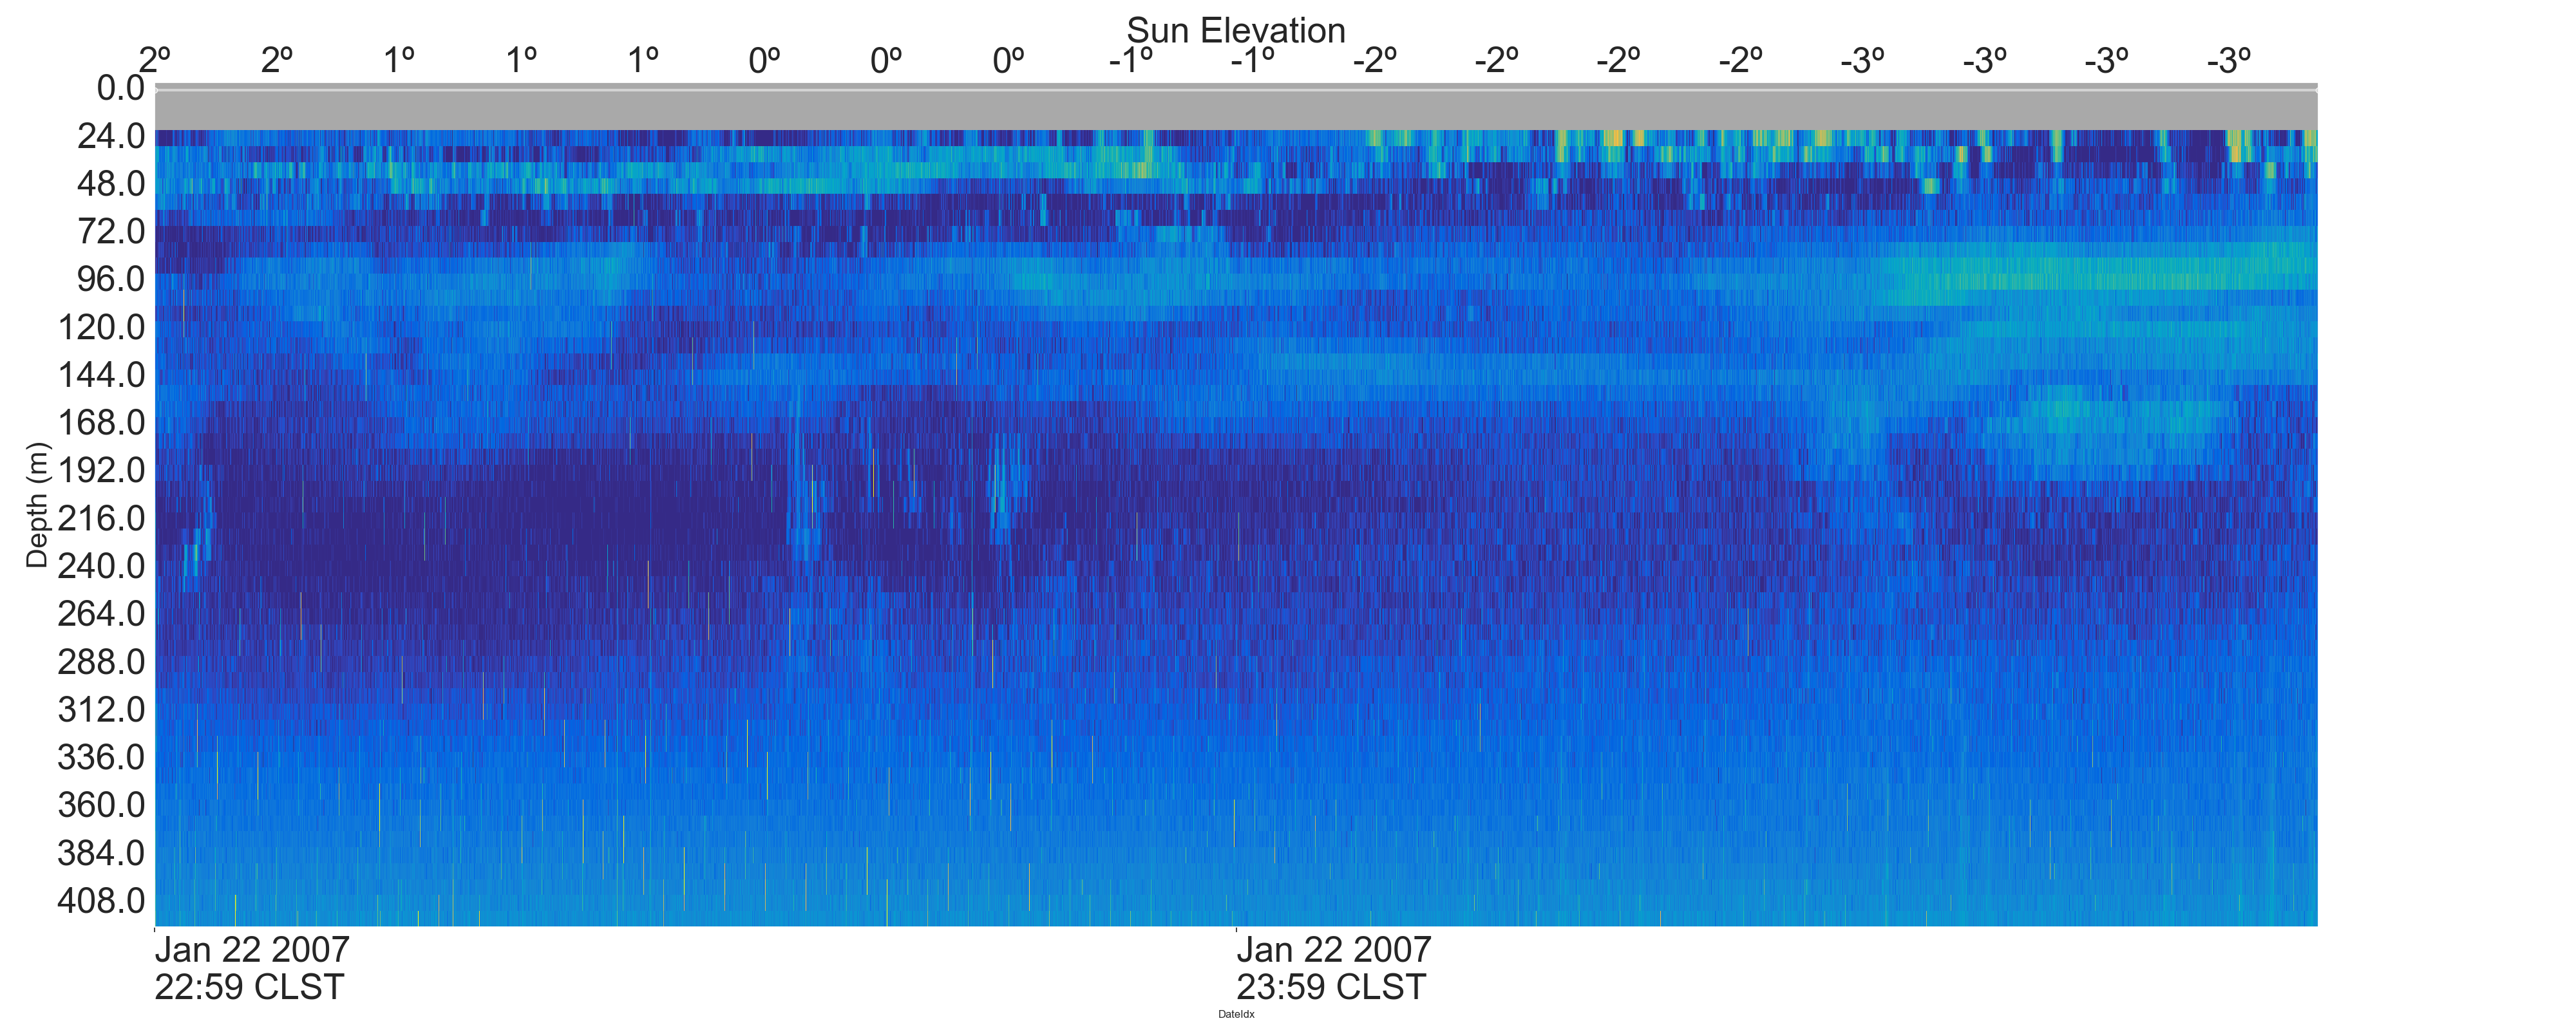 Sun Elevation
2º 2º 1º 1º 1º 0º 0º 0º -1º -1º -2º -2º -2º -2º -3º -3º -3º -3º
0.0
24.0
48.0
72.0
96.0
120.0
144.0
168.0
192.0
216.0
240.0
264.0
288.0
312.0
336.0
360.0
384.0
408.0
Depth (m)
Jan 22 2007
22:59 CLST
Jan 22 2007
23:59 CLST
DateIdx